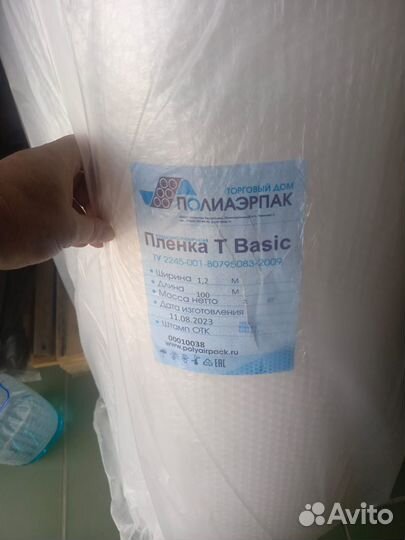 ТОРГОВЫЙ ДОМ
ПОЛИАЭРПАК
Пленка Т Basic
ТУ 2245-001-80795083-2009
• Ширина 1,2 м
• Длина 100 м
• Масса нетто
• Дата изготовления
11.08.2023
• Штамп ОТК
00010038
www.polyairpack.ru
EAC
Avito